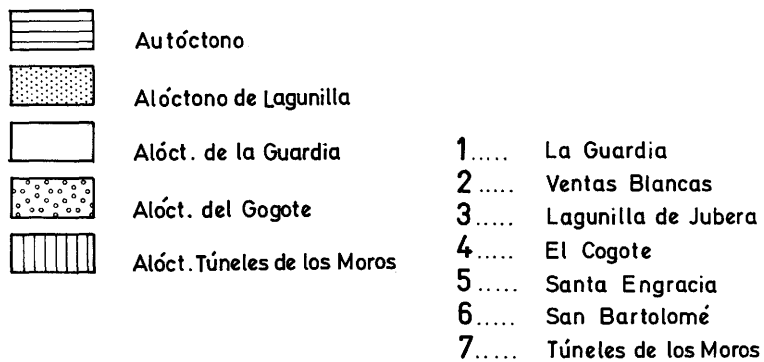 Autóctono
Alóctono de Lagunilla
Alóct. de la Guardia
Alóct. del Gogote
Alóct. Túneles de los Moros
1..... La Guardia
2..... Ventas Blancas
3..... Lagunilla de Jubera
4..... El Cogote
5..... Santa Engracia
6..... San Bartolomé
7..... Túneles de los Moros